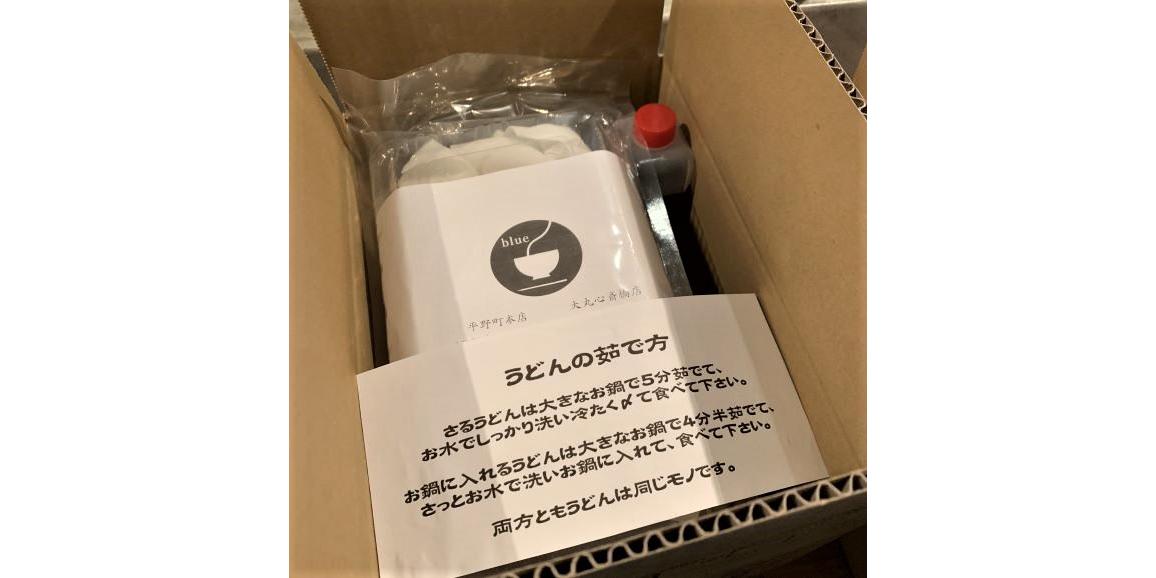 blue
平野町本店
大丸心斎橋店
うどんの茹で方
さるうどんは大きなお鍋で5分茹でて、
お水でしっかり洗い冷たく〆て食べて下さい。
お鍋に入れるうどんは大きなお鍋で4分半茹でて、
さっとお水で洗いお鍋に入れて、食べて下さい。
両方ともうどんは同じモノです。